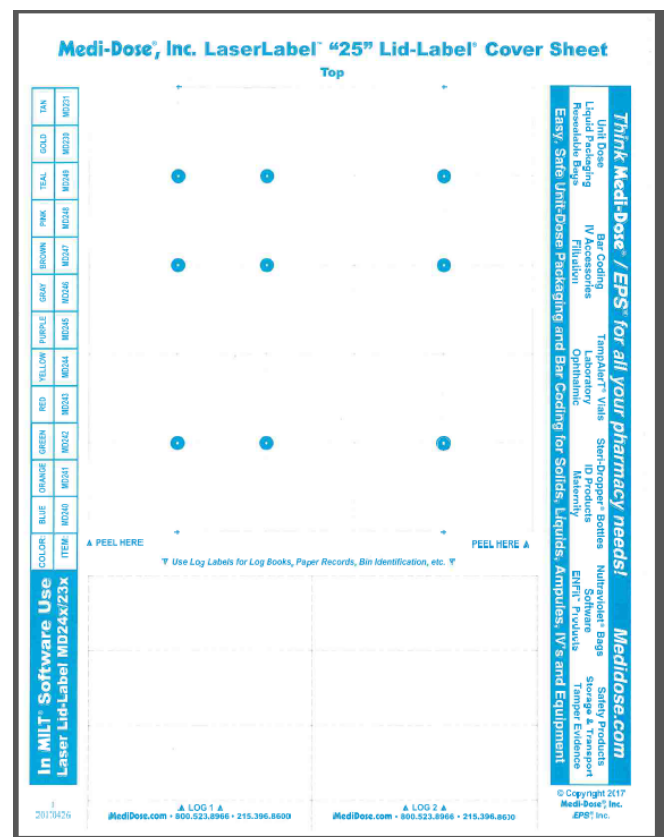 Medi-Dose®, Inc. LaserLabel™ “25” Lid-Label® Cover Sheet
Top
COLOR: BLUE ORANGE GREEN RED YELLOW PURPLE GRAY BROWN PINK TEAL GOLD TAN
ITEM: MD240 MD241 MD242 MD243 MD244 MD245 MD246 MD247 MD248 MD249 MD230 MD231
In MILT® Software Use
Laser Lid-Label MD24x/23x
Think Medi-Dose® / EPS® for all your pharmacy needs! Medidose.com
Unit Dose
Liquid Packaging
Resealable Bags
Bar Coding
IV Accessories
Filtration
TampAlerT® Vials
Laboratory
Ophthalmic
Steri-Dropper® Bottles
ID Products
Maternity
Nultraviolet® Bags
Software
ENFit™ Products
Safety Products
Storage & Transport
Tamper Evidence
Easy, Safe Unit-Dose Packaging and Bar Coding for Solids, Liquids, Ampules, IV's and Equipment
▲ PEEL HERE
PEEL HERE ▲
▼ Use Log Labels for Log Books, Paper Records, Bin Identification, etc. ▼
▲ LOG 1 ▲
iMediDose.com • 800.523.8966 • 215.396.8600
▲ LOG 2 ▲
iMediDose.com • 800.523.8966 • 215.396.8600
© Copyright 2017
Medi-Dose®, Inc.
EPS®, Inc.
1
20170426